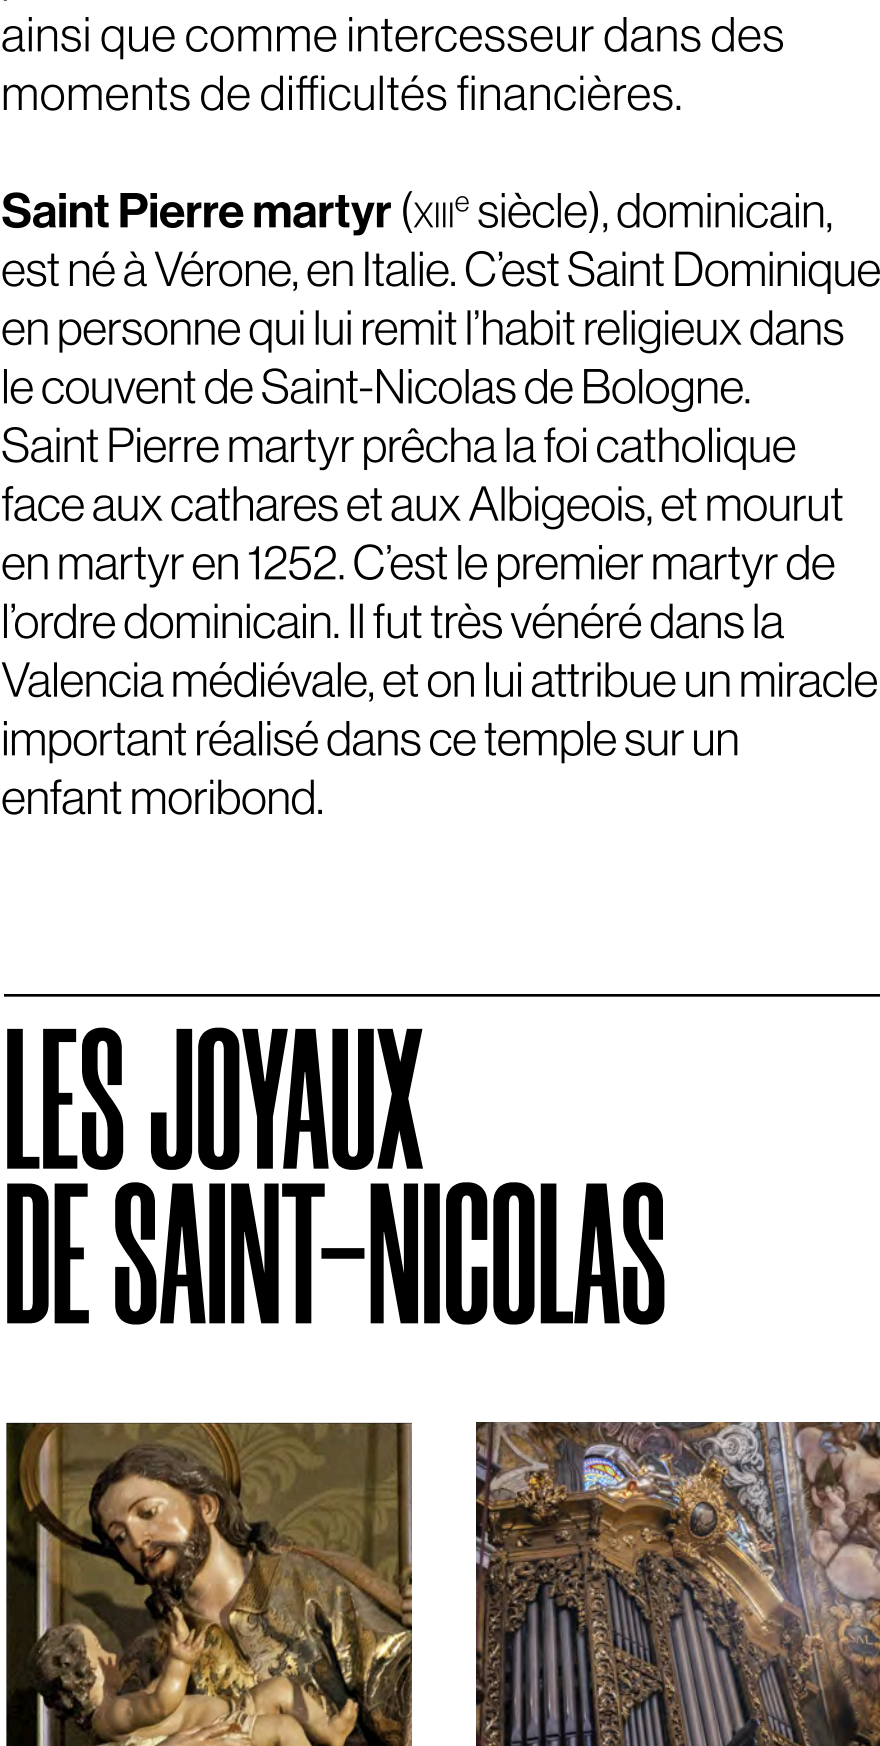 ainsi que comme intercesseur dans des
moments de difficultés financières.
Saint Pierre martyr (XIIIe siècle), dominicain,
est né à Vérone, en Italie. C’est Saint Dominique
en personne qui lui remit l’habit religieux dans
le couvent de Saint-Nicolas de Bologne.
Saint Pierre martyr prêcha la foi catholique
face aux cathares et aux Albigeois, et mourut
en martyr en 1252. C’est le premier martyr de
l’ordre dominicain. Il fut très vénéré dans la
Valencia médiévale, et on lui attribue un miracle
important réalisé dans ce temple sur un
enfant moribond.
LES JOYAUX
DE SAINT-NICOLAS